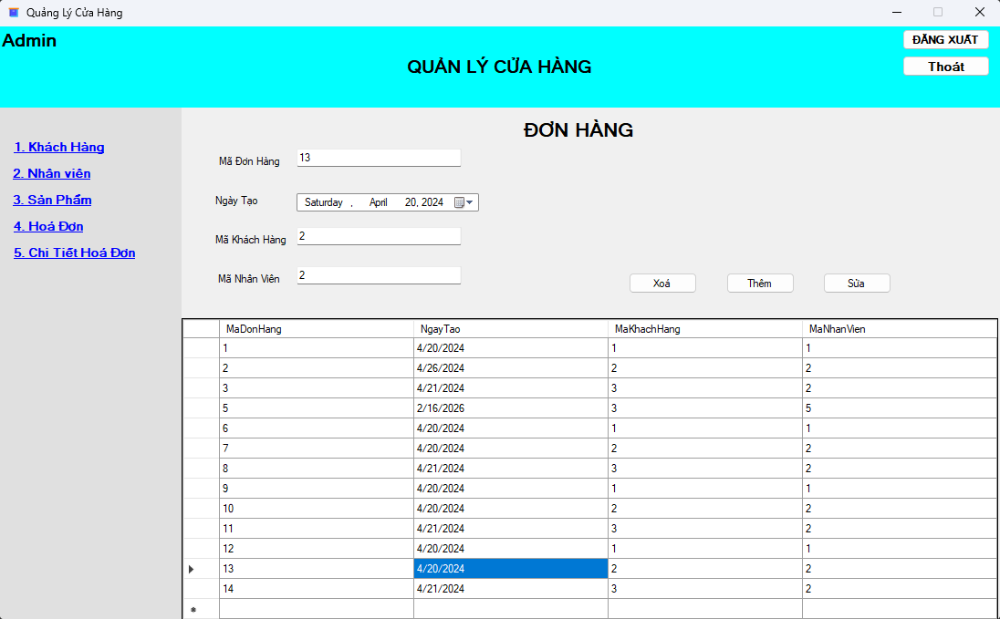 Quảng Lý Cửa Hàng
Admin
ĐĂNG XUẤT
QUẢN LÝ CỬA HÀNG
Thoát
1. Khách Hàng
2. Nhân viên
3. Sản Phẩm
4. Hoá Đơn
5. Chi Tiết Hoá Đơn
ĐƠN HÀNG
Mã Đơn Hàng 13
Ngày Tạo Saturday , April 20, 2024
Mã Khách Hàng 2
Mã Nhân Viên 2
Xoá Thêm Sửa
MaDonHang NgayTao MaKhachHang MaNhanVien
1 4/20/2024 1 1
2 4/26/2024 2 2
3 4/21/2024 3 2
5 2/16/2026 3 5
6 4/20/2024 1 1
7 4/20/2024 2 2
8 4/21/2024 3 2
9 4/20/2024 1 1
10 4/20/2024 2 2
11 4/21/2024 3 2
12 4/20/2024 1 1
13 4/20/2024 2 2
14 4/21/2024 3 2